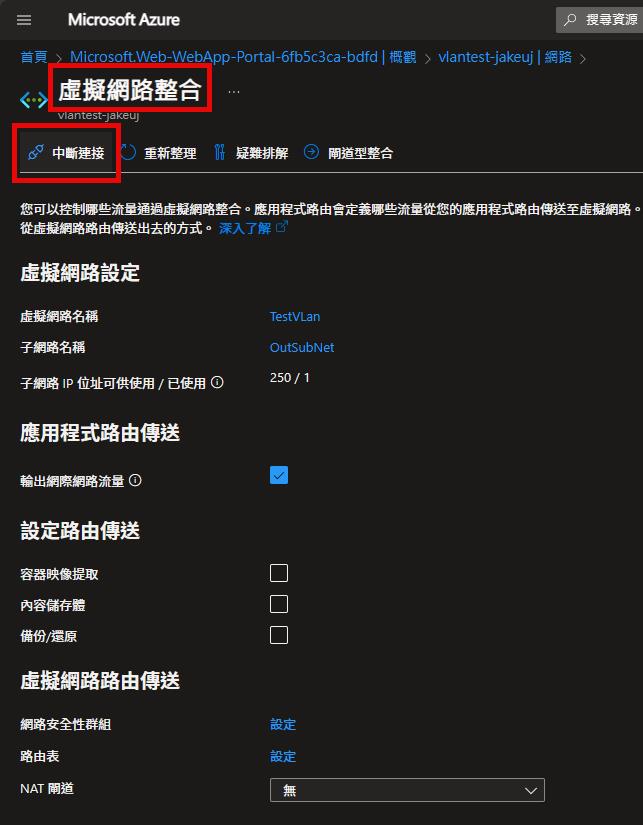 Microsoft Azure
搜尋資源
首頁 > Microsoft.Web-WebApp-Portal-6fb5c3ca-bdfd | 概觀 > vlantest-jakeuj | 網路 >
虛擬網路整合 ...
vlantest-jakeuj
中斷連接 重新整理 疑難排解 閘道型整合
您可以控制哪些流量通過虛擬網路整合。應用程式路由會定義哪些流量從您的應用程式路由傳送至虛擬網路。
從虛擬網路路由傳送出去的方式。 深入了解
虛擬網路設定
虛擬網路名稱 TestVLan
子網路名稱 OutSubNet
子網路 IP 位址可供使用 / 已使用 250 / 1
應用程式路由傳送
輸出網際網路流量
設定路由傳送
容器映像提取
內容儲存體
備份/還原
虛擬網路路由傳送
網路安全性群組 設定
路由表 設定
NAT 閘道 無